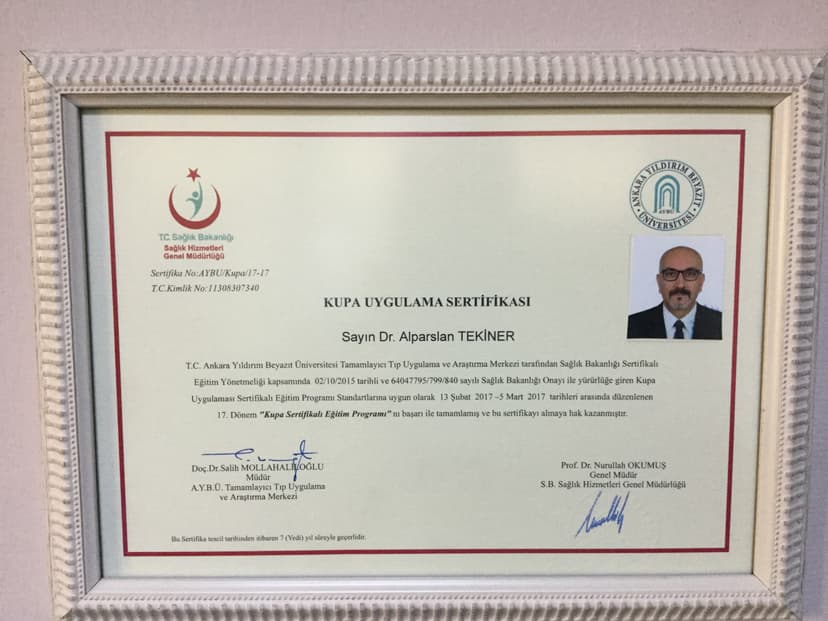 T.C. Sağlık Bakanlığı
Sağlık Hizmetleri
Genel Müdürlüğü
ANKARA YILDIRIM BEYAZIT ÜNİVERSİTESİ
AYBÜ
Sertifika No:AYBU/Kupa/17-17
T.C.Kimlik No:11308307340
KUPA UYGULAMA SERTİFİKASI
Sayın Dr. Alparslan TEKİNER
T.C. Ankara Yıldırım Beyazıt Üniversitesi Tamamlayıcı Tıp Uygulama ve Araştırma Merkezi tarafından Sağlık Bakanlığı Sertifikalı
Eğitim Yönetmeliği kapsamında 02/10/2015 tarihli ve 64047795/799/840 sayılı Sağlık Bakanlığı Onayı ile yürürlüğe giren Kupa
Uygulaması Sertifikalı Eğitim Programı Standartlarına uygun olarak 13 Şubat 2017 –5 Mart 2017 tarihleri arasında düzenlenen
17. Dönem "Kupa Sertifikalı Eğitim Programı"nı başarı ile tamamlamış ve bu sertifikayı almaya hak kazanmıştır.
Doç.Dr.Salih MOLLAHALİLOĞLU
Müdür
A.Y.B.Ü. Tamamlayıcı Tıp Uygulama
ve Araştırma Merkezi
Prof. Dr. Nurullah OKUMUŞ
Genel Müdür
S.B. Sağlık Hizmetleri Genel Müdürlüğü
Bu Sertifika tescil tarihinden itibaren 7 (Yedi) yıl süreyle geçerlidir.